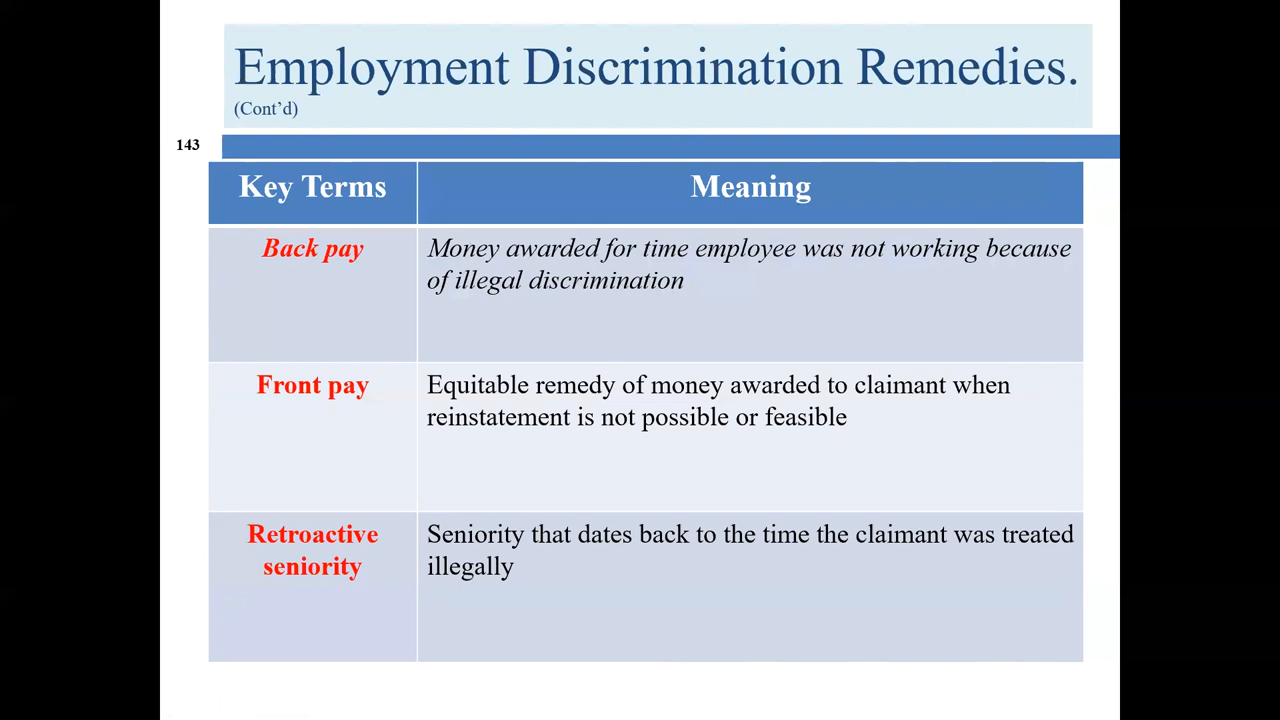 Employment Discrimination Remedies.
(Cont’d)
143
Key Terms
Meaning
Back pay
Money awarded for time employee was not working because
of illegal discrimination
Front pay
Equitable remedy of money awarded to claimant when
reinstatement is not possible or feasible
Retroactive
seniority
Seniority that dates back to the time the claimant was treated
illegally